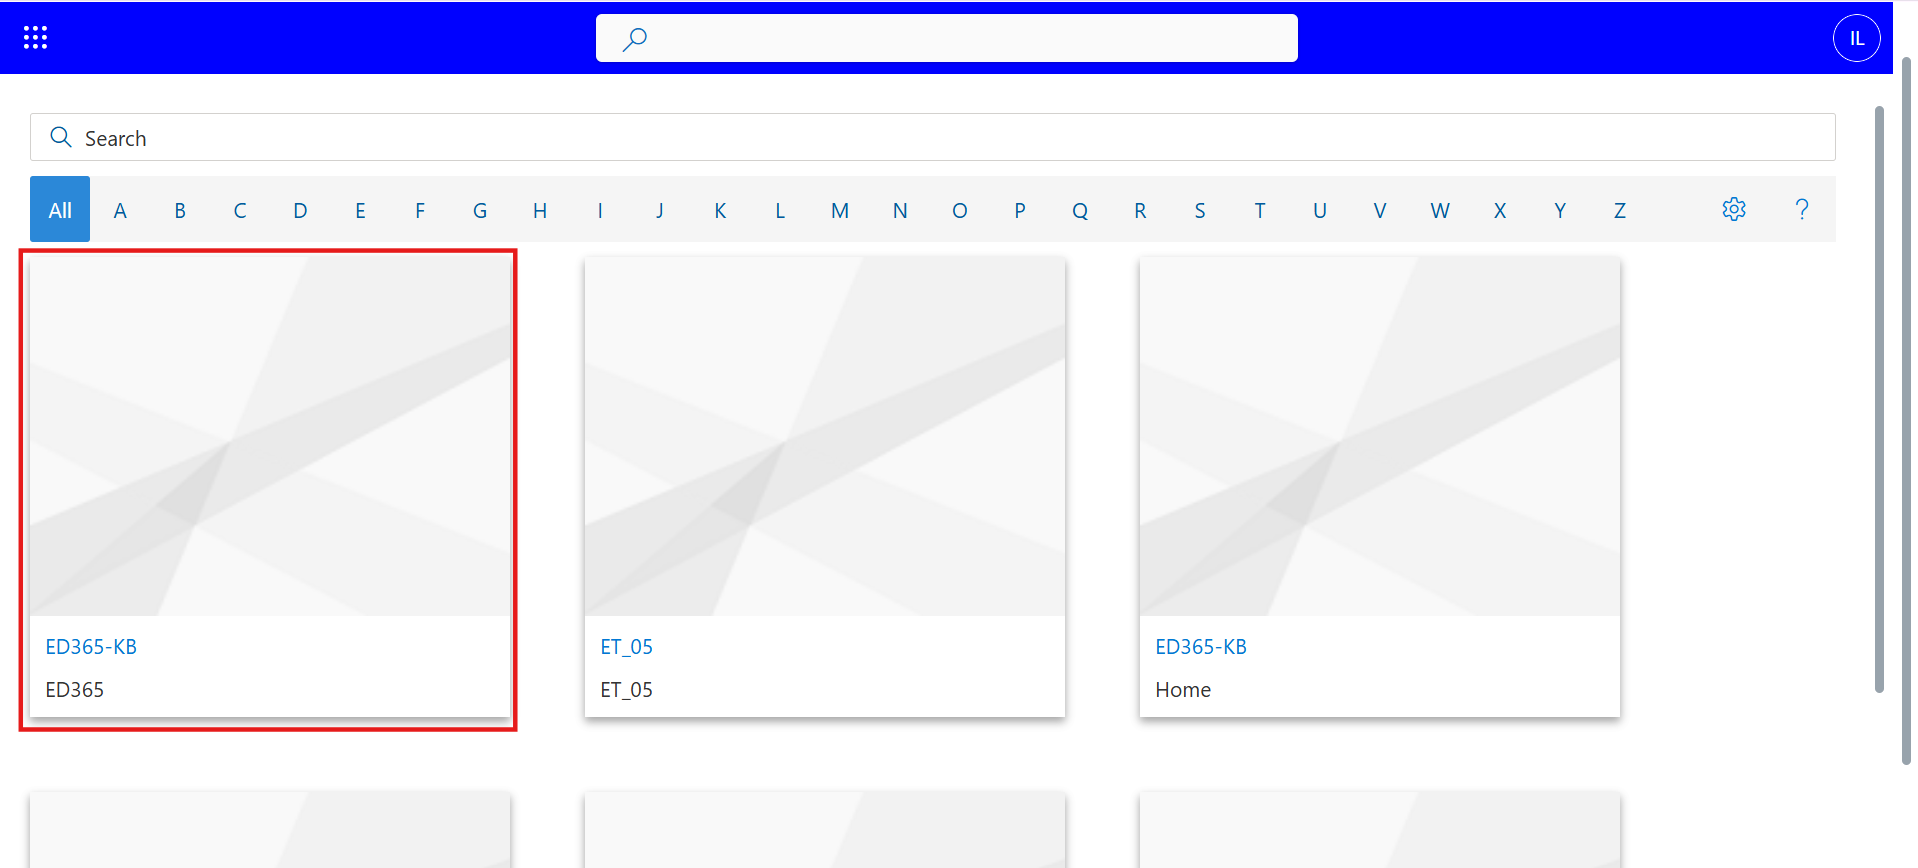 IL
Search
All A B C D E F G H I J K L M N O P Q R S T U V W X Y Z ?
ED365-KB
ED365
ET_05
ET_05
ED365-KB
Home